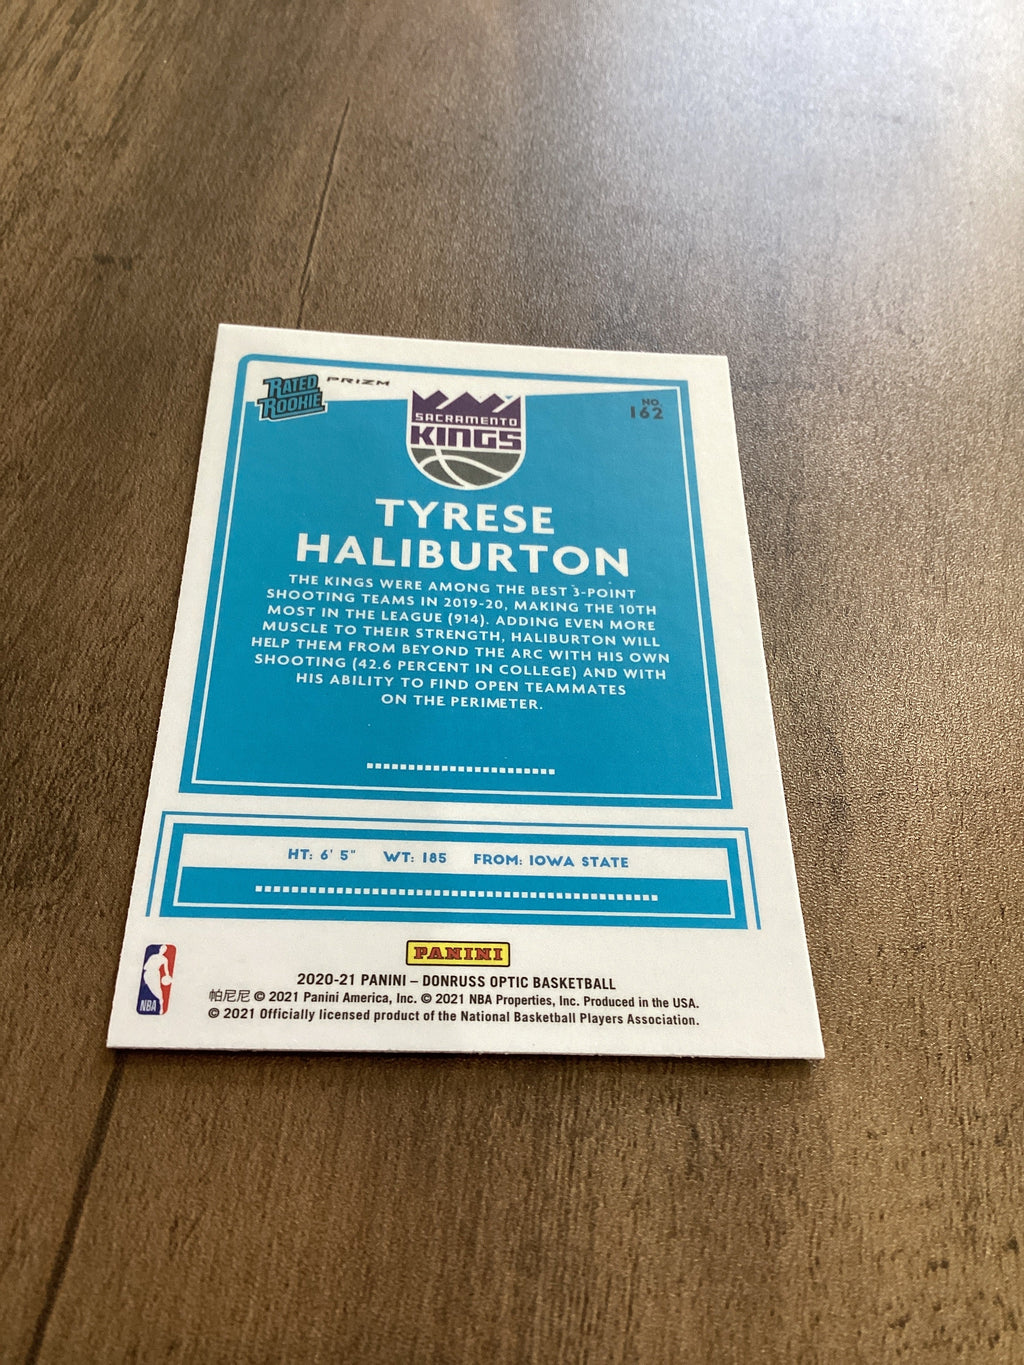 RATED
ROOKIE
PRIZM
SACRAMENTO
KINGS
NO.
162
TYRESE
HALIBURTON
THE KINGS WERE AMONG THE BEST 3-POINT
SHOOTING TEAMS IN 2019-20, MAKING THE 10TH
MOST IN THE LEAGUE (914). ADDING EVEN MORE
MUSCLE TO THEIR STRENGTH, HALIBURTON WILL
HELP THEM FROM BEYOND THE ARC WITH HIS OWN
SHOOTING (42.6 PERCENT IN COLLEGE) AND WITH
HIS ABILITY TO FIND OPEN TEAMMATES
ON THE PERIMETER.
HT: 6' 5" WT: 185 FROM: IOWA STATE
NBA
PANINI
2020-21 PANINI – DONRUSS OPTIC BASKETBALL
帕尼尼 © 2021 Panini America, Inc. © 2021 NBA Properties, Inc. Produced in the USA.
© 2021 Officially licensed product of the National Basketball Players Association.